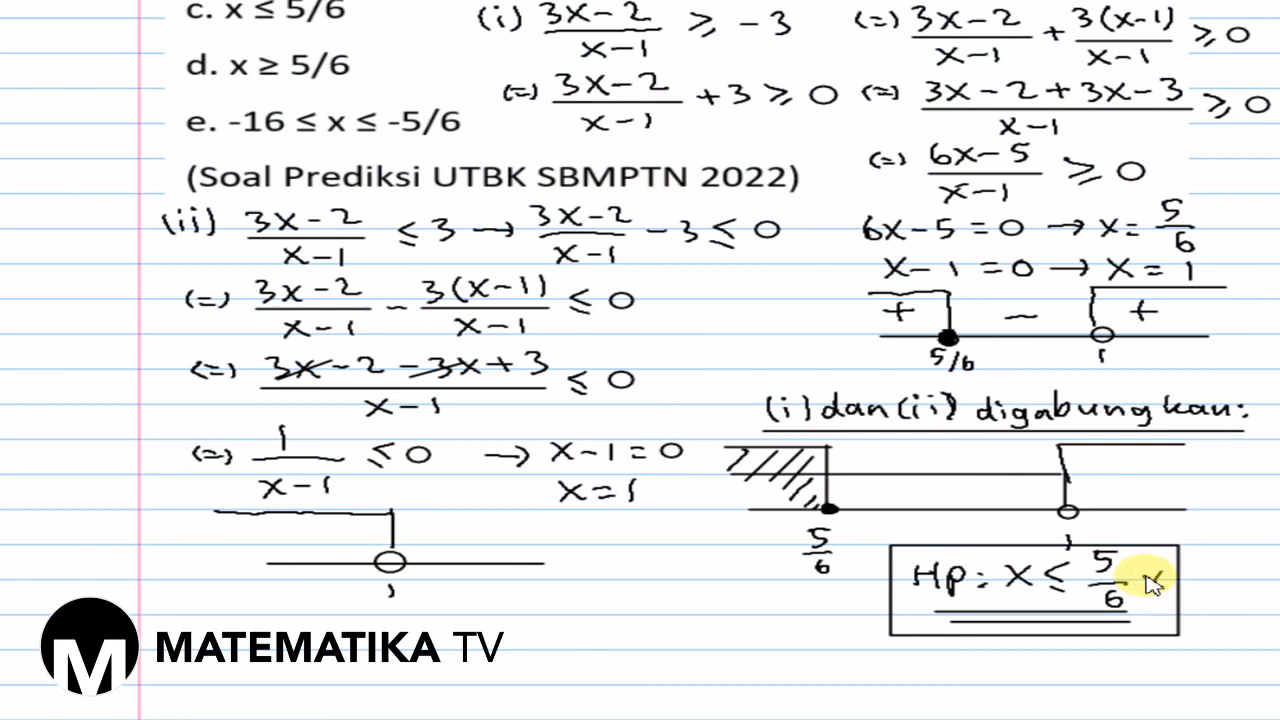 c. x ≤ 5/6
d. x ≥ 5/6
e. -16 ≤ x ≤ -5/6
(Soal Prediksi UTBK SBMPTN 2022)
(i) (3x-2)/(x-1) ≥ -3
(=) (3x-2)/(x-1) + 3 ≥ 0
(=) (3x-2)/(x-1) + 3(x-1)/(x-1) ≥ 0
(=) (3x-2+3x-3)/(x-1) ≥ 0
(=) (6x-5)/(x-1) ≥ 0
6x-5=0 → x=5/6
x-1=0 → x=1
+ - +
5/6 1
(ii) (3x-2)/(x-1) ≤ 3 → (3x-2)/(x-1) - 3 ≤ 0
(=) (3x-2)/(x-1) - 3(x-1)/(x-1) ≤ 0
(=) (3x-2-3x+3)/(x-1) ≤ 0
(=) 1/(x-1) ≤ 0 → x-1=0
x=1
1
(i) dan (ii) digabungkan:
5/6 1
Hp: x ≤ 5/6
M MATEMATIKA TV